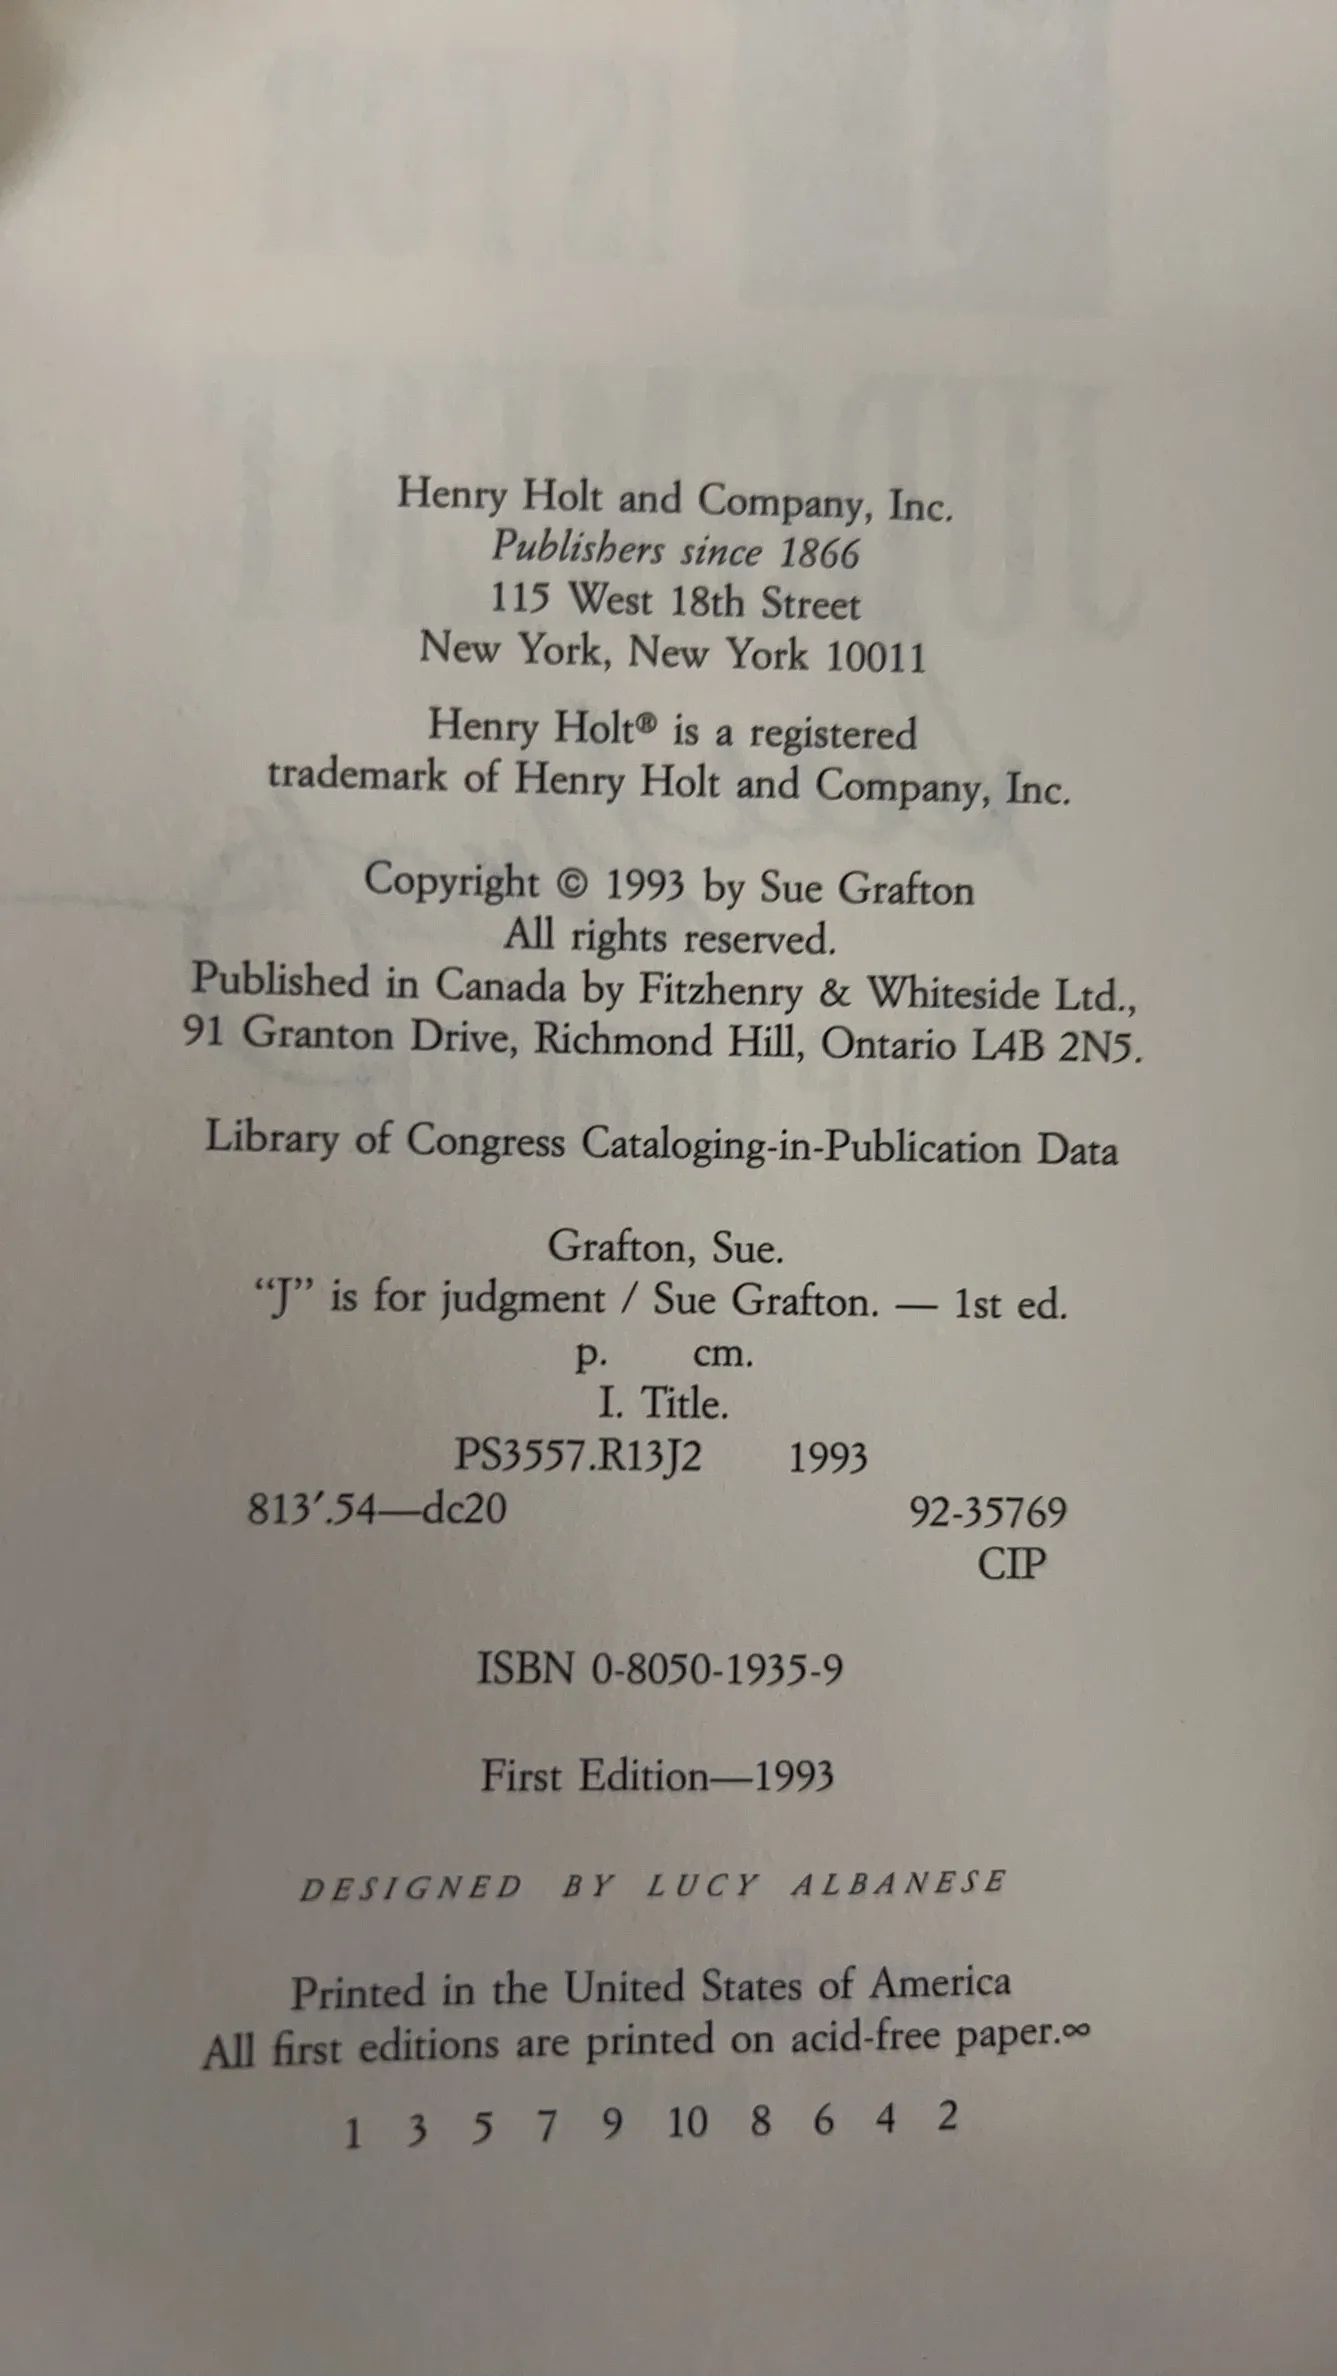 Henry Holt and Company, Inc.
Publishers since 1866
115 West 18th Street
New York, New York 10011
Henry Holt® is a registered
trademark of Henry Holt and Company, Inc.
Copyright © 1993 by Sue Grafton
All rights reserved.
Published in Canada by Fitzhenry & Whiteside Ltd.,
91 Granton Drive, Richmond Hill, Ontario L4B 2N5.
Library of Congress Cataloging-in-Publication Data
Grafton, Sue.
“J” is for judgment / Sue Grafton. — 1st ed.
p. cm.
I. Title.
PS3557.R13J2 1993
813′.54—dc20 92-35769
CIP
ISBN 0-8050-1935-9
First Edition—1993
DESIGNED BY LUCY ALBANESE
Printed in the United States of America
All first editions are printed on acid-free paper.∞
1 3 5 7 9 10 8 6 4 2